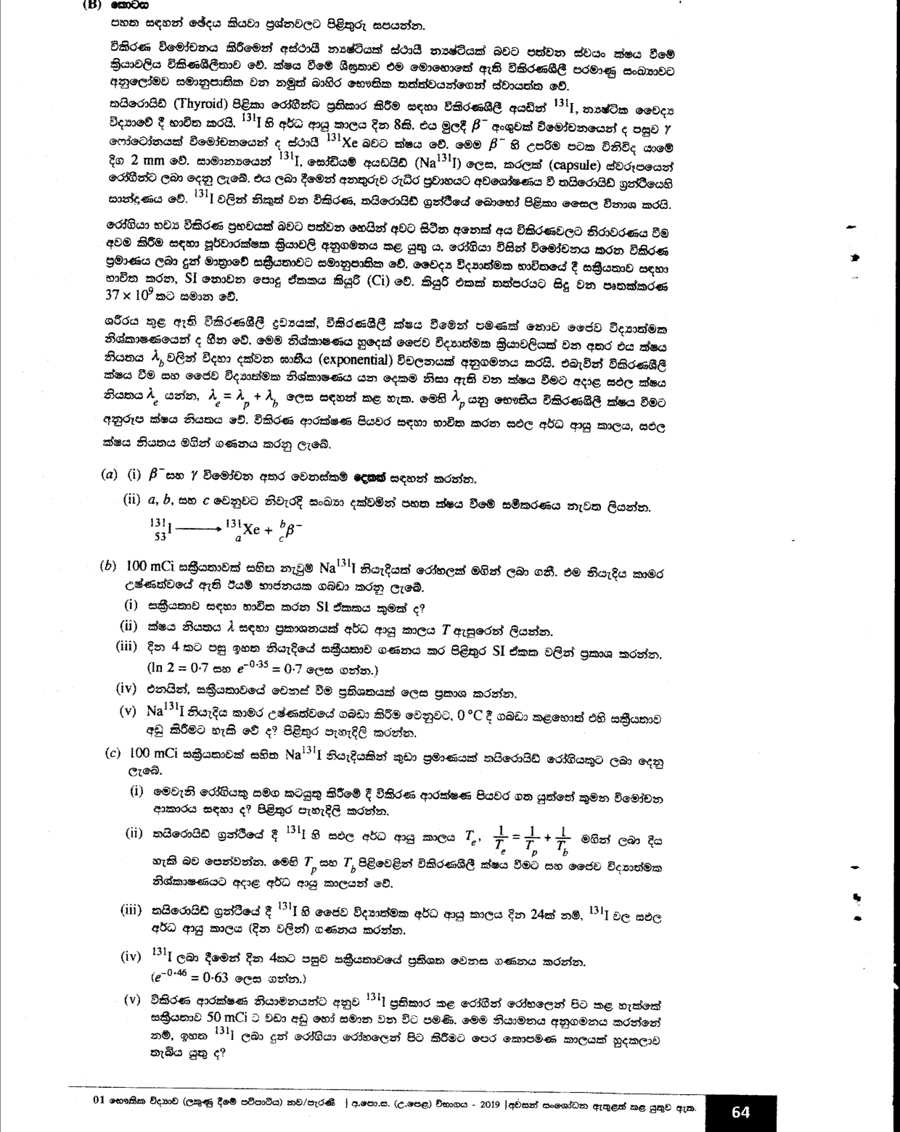 (B) කොටස
පහත සඳහන් ඡේදය කියවා ප්‍රශ්නවලට පිළිතුරු සපයන්න.
විකිරණ විමෝචනය කිරීමෙන් අස්ථායී න්‍යෂ්ටියක් ස්ථායී න්‍යෂ්ටියක් බවට පත්වන ස්වයං ක්ෂය වීමේ
ක්‍රියාවලිය විකිරණශීලීතාව වේ. ක්ෂය වීමේ ශීඝ්‍රතාව එම මොහොතේ ඇති විකිරණශීලී පරමාණු සංඛ්‍යාවට
අනුලෝමව සමානුපාතික වන නමුත් බාහිර භෞතික තත්ත්වයන්ගෙන් ස්වායත්ත වේ.
තයිරොයිඩ් (Thyroid) පිළිකා රෝගීන්ට ප්‍රතිකාර කිරීම සඳහා විකිරණශීලී අයඩින් ¹³¹I, න්‍යෂ්ටික වෛද්‍ය
විද්‍යාවේ දී භාවිත කරයි. ¹³¹I හි අර්ධ ආයු කාලය දින 8කි. එය මුලදී β⁻ අංශුවක් විමෝචනයෙන් ද පසුව γ
ෆෝටෝනයක් විමෝචනයෙන් ද ස්ථායී ¹³¹Xe බවට ක්ෂය වේ. මෙම β⁻ හි උපරිම පටක විනිවිද යාමේ
දිග 2 mm වේ. සාමාන්‍යයෙන් ¹³¹I, සෝඩියම් අයඩයිඩ් (Na¹³¹I) ලෙස, කරල් (capsule) ස්වරූපයෙන්
රෝගීන්ට ලබා දෙනු ලැබේ. එය ලබා දීමෙන් අනතුරුව රුධිර ප්‍රවාහයට අවශෝෂණය වී තයිරොයිඩ් ග්‍රන්ථියෙහි
සාන්ද්‍රණය වේ. ¹³¹I වලින් නිකුත් වන විකිරණ, තයිරොයිඩ් ග්‍රන්ථියේ බොහෝ පිළිකා සෛල විනාශ කරයි.
රෝගියා භව්‍ය විකිරණ ප්‍රභවයක් බවට පත්වන හෙයින් අවට සිටින අනෙක් අය විකිරණවලට නිරාවරණය වීම
අවම කිරීම සඳහා පූර්වාරක්ෂක ක්‍රියාවලි අනුගමනය කළ යුතු ය. රෝගියා විසින් විමෝචනය කරන විකිරණ
ප්‍රමාණය ලබා දුන් මාත්‍රාවේ සක්‍රීයතාවට සමානුපාතික වේ. වෛද්‍ය විද්‍යාත්මක භාවිතයේ දී සක්‍රීයතාව සඳහා
භාවිත කරන, SI නොවන පොදු ඒකකය කියුරි (Ci) වේ. කියුරි එකක් තත්පරයට සිදු වන පෘතක්කරණ
37 × 10⁹ කට සමාන වේ.
ශරීරය තුළ ඇති විකිරණශීලී ද්‍රව්‍යයක්, විකිරණශීලී ක්ෂය වීමෙන් පමණක් නොව ජෛව විද්‍යාත්මක
නිශ්කාෂණයෙන් ද හීන වේ. මෙම නිශ්කාෂණය හුදෙක් ජෛව විද්‍යාත්මක ක්‍රියාවලියක් වන අතර එය ක්ෂය
නියතය λ_b වලින් විදහා දක්වන ඝාතීය (exponential) විචලනයක් අනුගමනය කරයි. එබැවින් විකිරණශීලී
ක්ෂය වීම සහ ජෛව විද්‍යාත්මක නිශ්කාෂණය යන දෙකම නිසා ඇති වන ක්ෂය වීමට අදාළ සඵල ක්ෂය
නියතය λ_e යන්න, λ_e = λ_p + λ_b ලෙස සඳහන් කළ හැක. මෙහි λ_p යනු භෞතීය විකිරණශීලී ක්ෂය වීමට
අනුරූප ක්ෂය නියතය වේ. විකිරණ ආරක්ෂණ පියවර සඳහා භාවිත කරන සඵල අර්ධ ආයු කාලය, සඵල
ක්ෂය නියතය මගින් ගණනය කරනු ලැබේ.
(a) (i) β⁻ සහ γ විමෝචන අතර වෙනස්කම් දෙකක් සඳහන් කරන්න.
(ii) a, b, සහ c වෙනුවට නිවැරදි සංඛ්‍යා දක්වමින් පහත ක්ෂය වීමේ සමීකරණය නැවත ලියන්න.
¹³¹₅₃I ⟶ ¹³¹ₐXe + ᵇ_cβ⁻
(b) 100 mCi සක්‍රීයතාවක් සහිත නැවුම් Na¹³¹I නියැදියක් රෝහලක් මගින් ලබා ගනී. එම නියැදිය කාමර
උෂ්ණත්වයේ ඇති ඊයම් භාජනයක ගබඩා කරනු ලැබේ.
(i) සක්‍රීයතාව සඳහා භාවිත කරන SI ඒකකය කුමක් ද?
(ii) ක්ෂය නියතය λ සඳහා ප්‍රකාශනයක් අර්ධ ආයු කාලය T ඇසුරෙන් ලියන්න.
(iii) දින 4 කට පසු ඉහත නියැදියේ සක්‍රීයතාව ගණනය කර පිළිතුර SI ඒකක වලින් ප්‍රකාශ කරන්න.
(ln 2 = 0·7 සහ e^−0·35 = 0·7 ලෙස ගන්න.)
(iv) එනයින්, සක්‍රීයතාවයේ වෙනස් වීම ප්‍රතිශතයක් ලෙස ප්‍රකාශ කරන්න.
(v) Na¹³¹I නියැදිය කාමර උෂ්ණත්වයේ ගබඩා කිරීම වෙනුවට, 0 °C දී ගබඩා කළහොත් එහි සක්‍රීයතාව
අඩු කිරීමට හැකි වේ ද? පිළිතුර පැහැදිලි කරන්න.
(c) 100 mCi සක්‍රීයතාවක් සහිත Na¹³¹I නියැදියකින් කුඩා ප්‍රමාණයක් තයිරොයිඩ් රෝගියකුට ලබා දෙනු
ලැබේ.
(i) මෙවැනි රෝගියකු සමග කටයුතු කිරීමේ දී විකිරණ ආරක්ෂණ පියවර ගත යුත්තේ කුමන විමෝචන
ආකාරය සඳහා ද? පිළිතුර පැහැදිලි කරන්න.
(ii) තයිරොයිඩ් ග්‍රන්ථියේ දී ¹³¹I හි සඵල අර්ධ ආයු කාලය T_e, 1/T_e = 1/T_p + 1/T_b මගින් ලබා දිය
හැකි බව පෙන්වන්න. මෙහි T_p සහ T_b පිළිවෙළින් විකිරණශීලී ක්ෂය වීමට සහ ජෛව විද්‍යාත්මක
නිශ්කාෂණයට අදාළ අර්ධ ආයු කාලයන් වේ.
(iii) තයිරොයිඩ් ග්‍රන්ථියේ දී ¹³¹I හි ජෛව විද්‍යාත්මක අර්ධ ආයු කාලය දින 24ක් නම්, ¹³¹I වල සඵල
අර්ධ ආයු කාලය (දින වලින්) ගණනය කරන්න.
(iv) ¹³¹I ලබා දීමෙන් දින 4කට පසුව සක්‍රීයතාවයේ ප්‍රතිශත වෙනස ගණනය කරන්න.
(e^−0·46 = 0·63 ලෙස ගන්න.)
(v) විකිරණ ආරක්ෂණ නියාමනයන්ට අනුව ¹³¹I ප්‍රතිකාර කළ රෝගීන් රෝහලෙන් පිට කළ හැක්කේ
සක්‍රීයතාව 50 mCi ට වඩා අඩු හෝ සමාන වන විට පමණි. මෙම නියාමනය අනුගමනය කරන්නේ
නම්, ඉහත ¹³¹I ලබා දුන් රෝගියා රෝහලෙන් පිට කිරීමට පෙර කොපමණ කාලයක් හුදකලාව
තැබිය යුතු ද?
01 භෞතික විද්‍යාව (ලකුණු දීමේ පටිපාටිය) නව/පැරණි | අ.පො.ස. (උ.පෙළ) විභාගය - 2019 | අවසන් සංශෝධන ඇතුළත් කළ යුතුව ඇත.
64